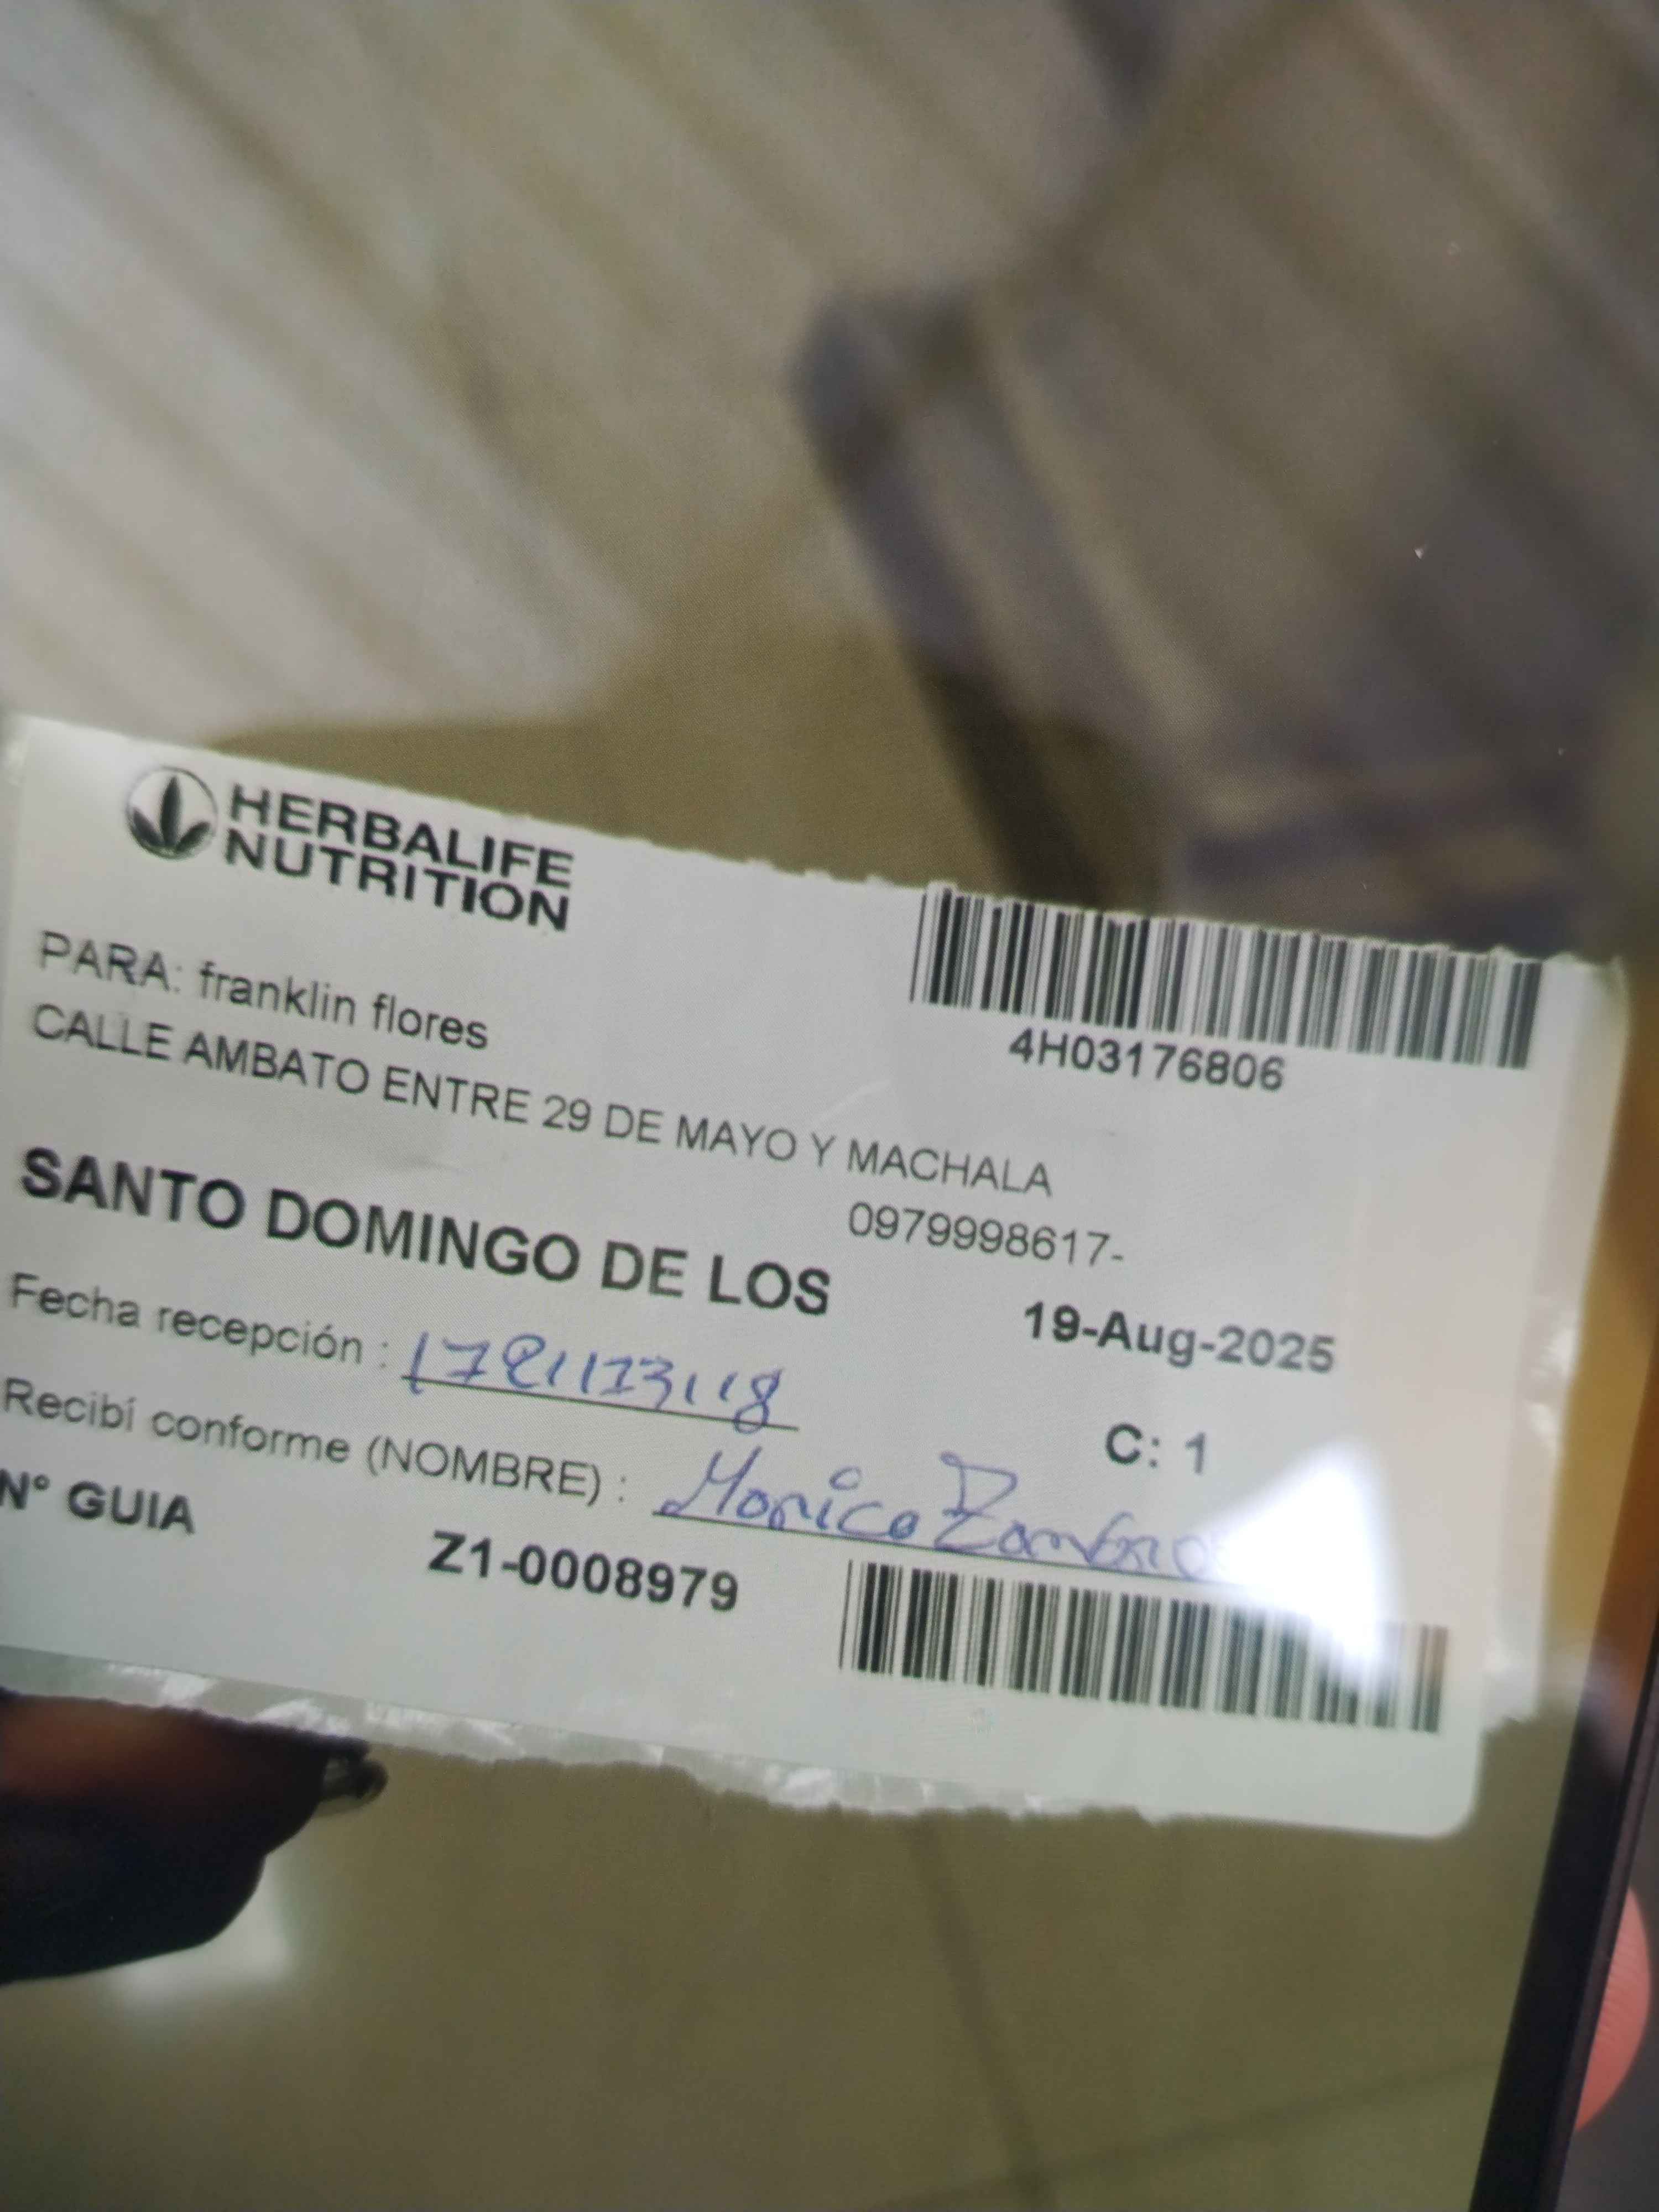 HERBALIFE
NUTRITION
4H03176806
PARA: franklin flores
CALLE AMBATO ENTRE 29 DE MAYO Y MACHALA
0979998617-
SANTO DOMINGO DE LOS
19-Aug-2025
Fecha recepción :
C: 1
Recibí conforme (NOMBRE) : Monica
N° GUIA
Z1-0008979